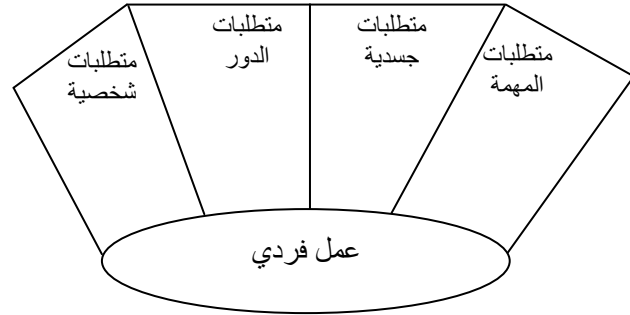 متطلبات
المهمة
متطلبات
جسدية
متطلبات
الدور
متطلبات
شخصية
عمل فردي